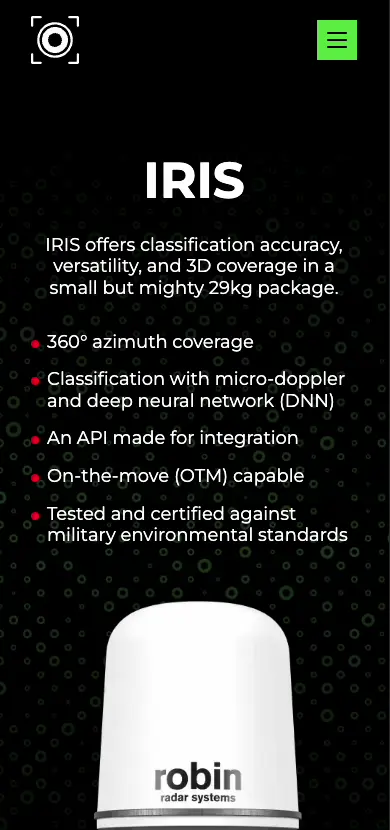 IRIS
IRIS offers classification accuracy,
versatility, and 3D coverage in a
small but mighty 29kg package.
360° azimuth coverage
Classification with micro-doppler
and deep neural network (DNN)
An API made for integration
On-the-move (OTM) capable
Tested and certified against
military environmental standards
robin
radar systems